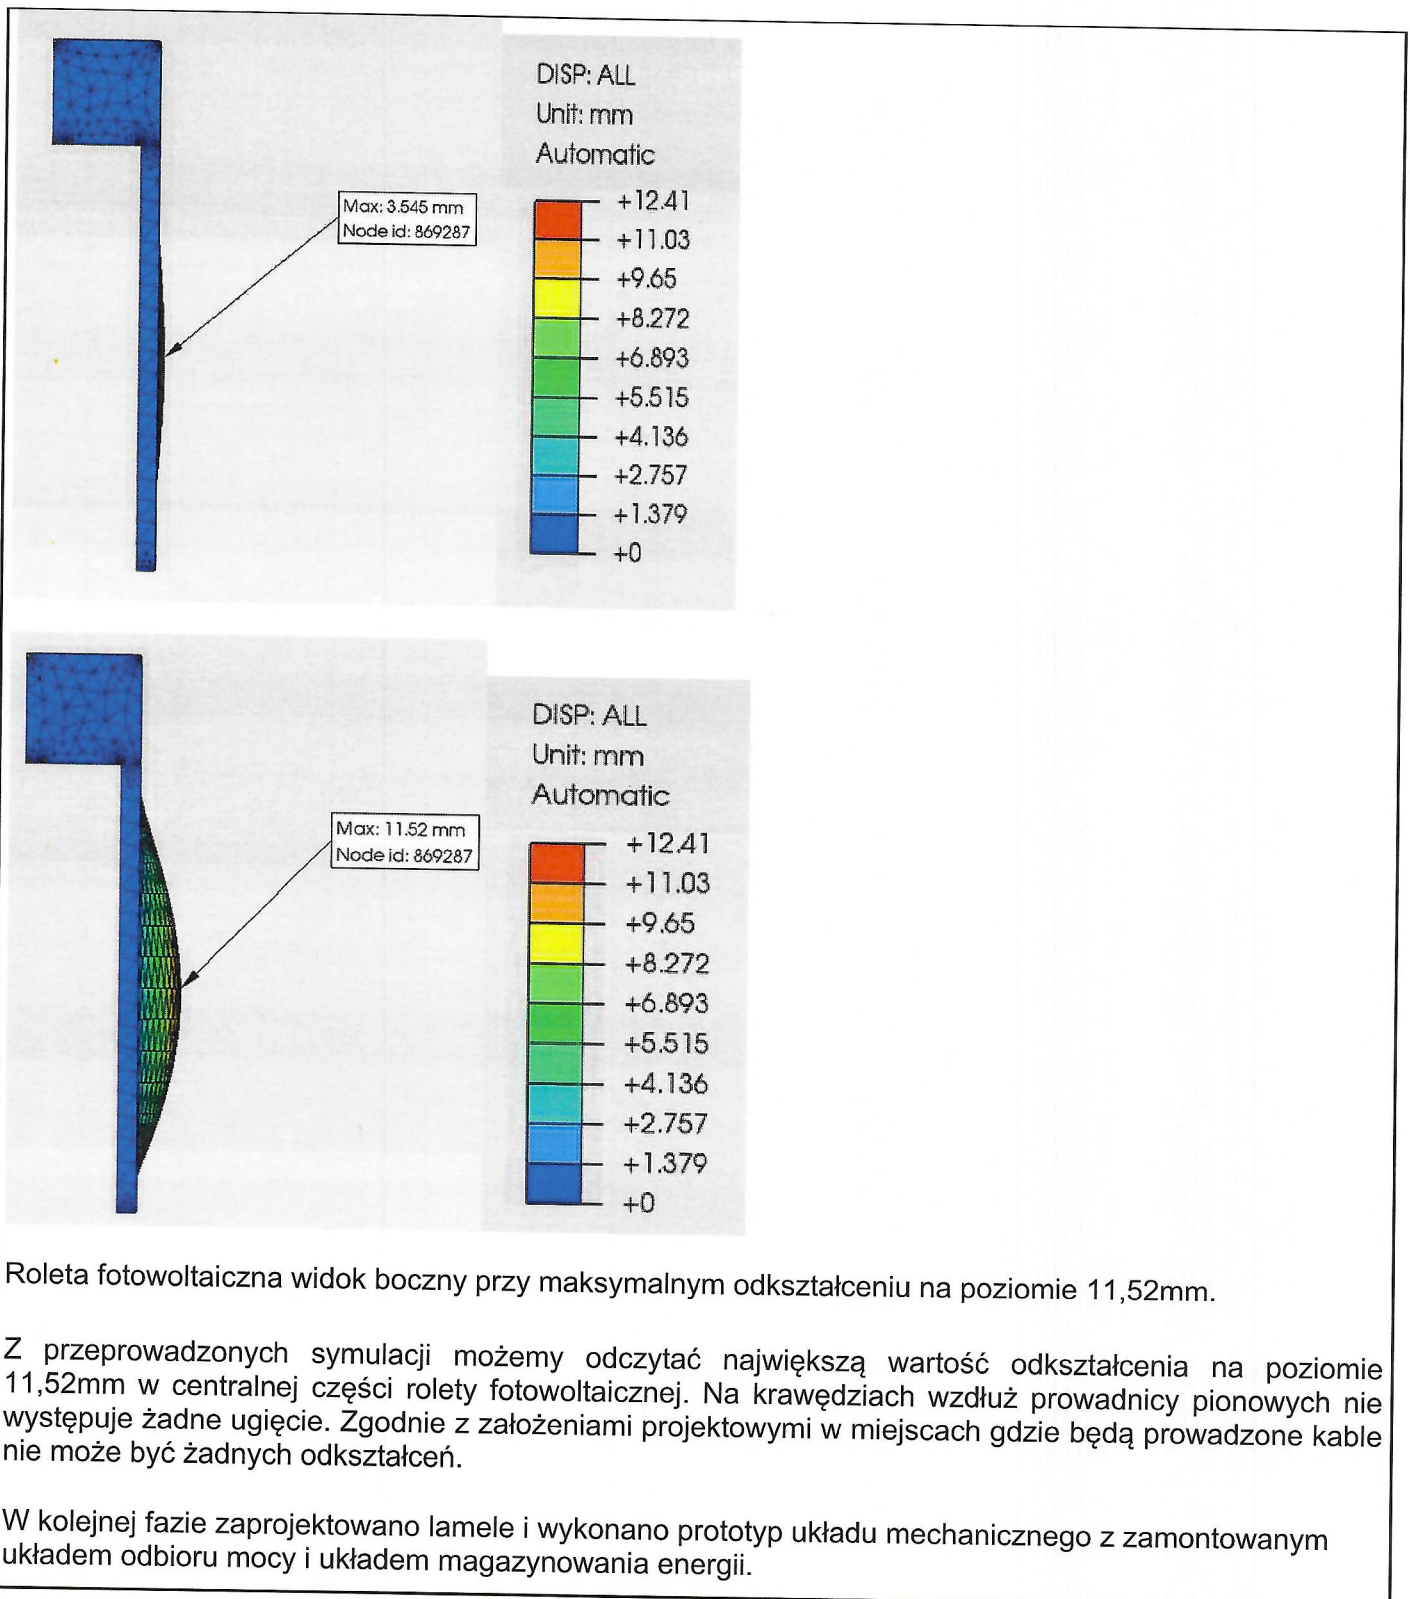 DISP: ALL
Unit: mm
Automatic
Max: 3.545 mm
Node id: 869287
+12.41
+11.03
+9.65
+8.272
+6.893
+5.515
+4.136
+2.757
+1.379
+0
DISP: ALL
Unit: mm
Automatic
Max: 11.52 mm
Node id: 869287
+12.41
+11.03
+9.65
+8.272
+6.893
+5.515
+4.136
+2.757
+1.379
+0
Roleta fotowoltaiczna widok boczny przy maksymalnym odkształceniu na poziomie 11,52mm.
Z przeprowadzonych symulacji możemy odczytać największą wartość odkształcenia na poziomie
11,52mm w centralnej części rolety fotowoltaicznej. Na krawędziach wzdłuż prowadnicy pionowych nie
występuje żadne ugięcie. Zgodnie z założeniami projektowymi w miejscach gdzie będą prowadzone kable
nie może być żadnych odkształceń.
W kolejnej fazie zaprojektowano lamele i wykonano prototyp układu mechanicznego z zamontowanym
układem odbioru mocy i układem magazynowania energii.